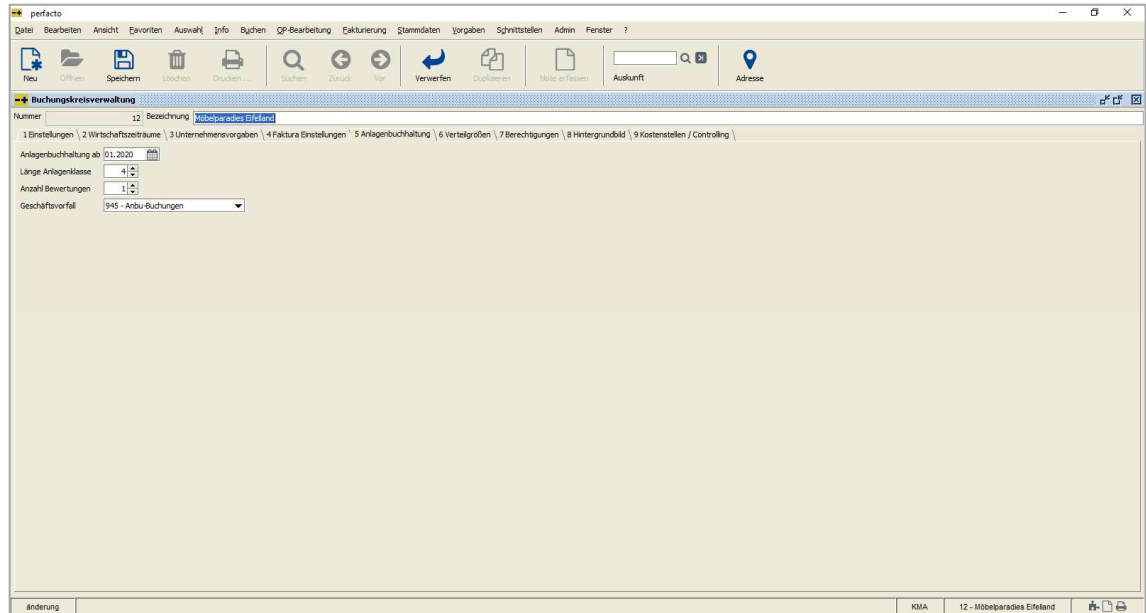 perfacto
Datei Bearbeiten Ansicht Favoriten Auswahl Info Buchen OP-Bearbeitung Fakturierung Stammdaten Vorgaben Schnittstellen Admin Fenster ?
Neu Öffnen Speichern Löschen Drucken ... Suchen Zurück Vor Verwerfen Duplizieren Note erfassen Auskunft Adresse
Buchungskreisverwaltung
Nummer 12 Bezeichnung Möbelparadies Eifelland
1 Einstellungen 2 Wirtschaftszeiträume 3 Unternehmensvorgaben 4 Faktura Einstellungen 5 Anlagenbuchhaltung 6 Verteilgrößen 7 Berechtigungen 8 Hintergrundbild 9 Kostenstellen / Controlling
Anlagenbuchhaltung ab 01.2020
Länge Anlagenklasse 4
Anzahl Bewertungen 1
Geschäftsvorfall 945 - Anbu-Buchungen
änderung KMA 12 - Möbelparadies Eifelland